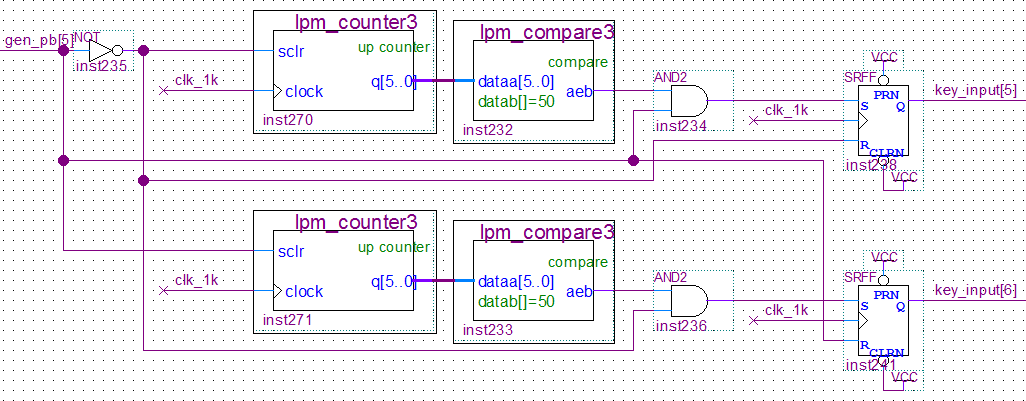 gen_pb[5]
NOT
inst235
lpm_counter3
up counter
sclr
q[5..0]
clock
inst270
clk_1k
lpm_compare3
compare
dataa[5..0]
aeb
datab[]=50
inst232
AND2
inst234
clk_1k
SRFF
VCC
PRN
S
Q
R
CLRN
inst238
VCC
key_input[5]
lpm_counter3
up counter
sclr
q[5..0]
clock
inst271
clk_1k
lpm_compare3
compare
dataa[5..0]
aeb
datab[]=50
inst233
AND2
inst236
clk_1k
SRFF
VCC
PRN
S
Q
R
CLRN
inst241
VCC
key_input[6]